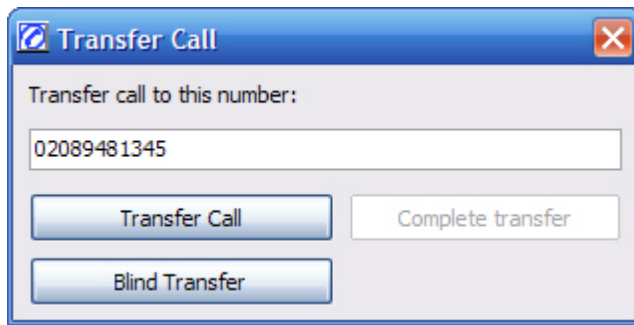 Transfer Call
Transfer call to this number:
02089481345
Transfer Call
Complete transfer
Blind Transfer